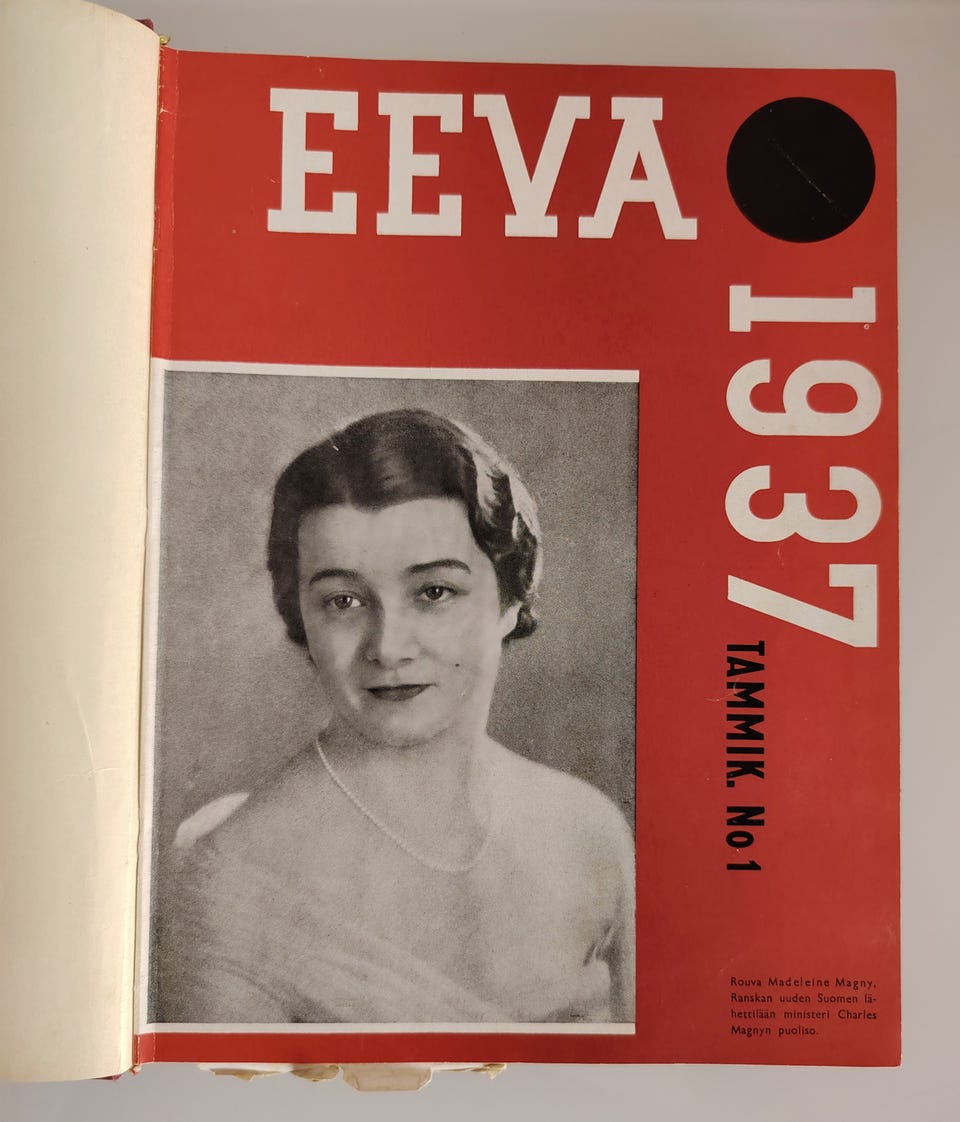 EEVA
1937
TAMMIK. No 1
Rouva Madeleine Magny,
Ranskan uuden Suomen lä-
hettilään ministeri Charles
Magnyn puoliso.